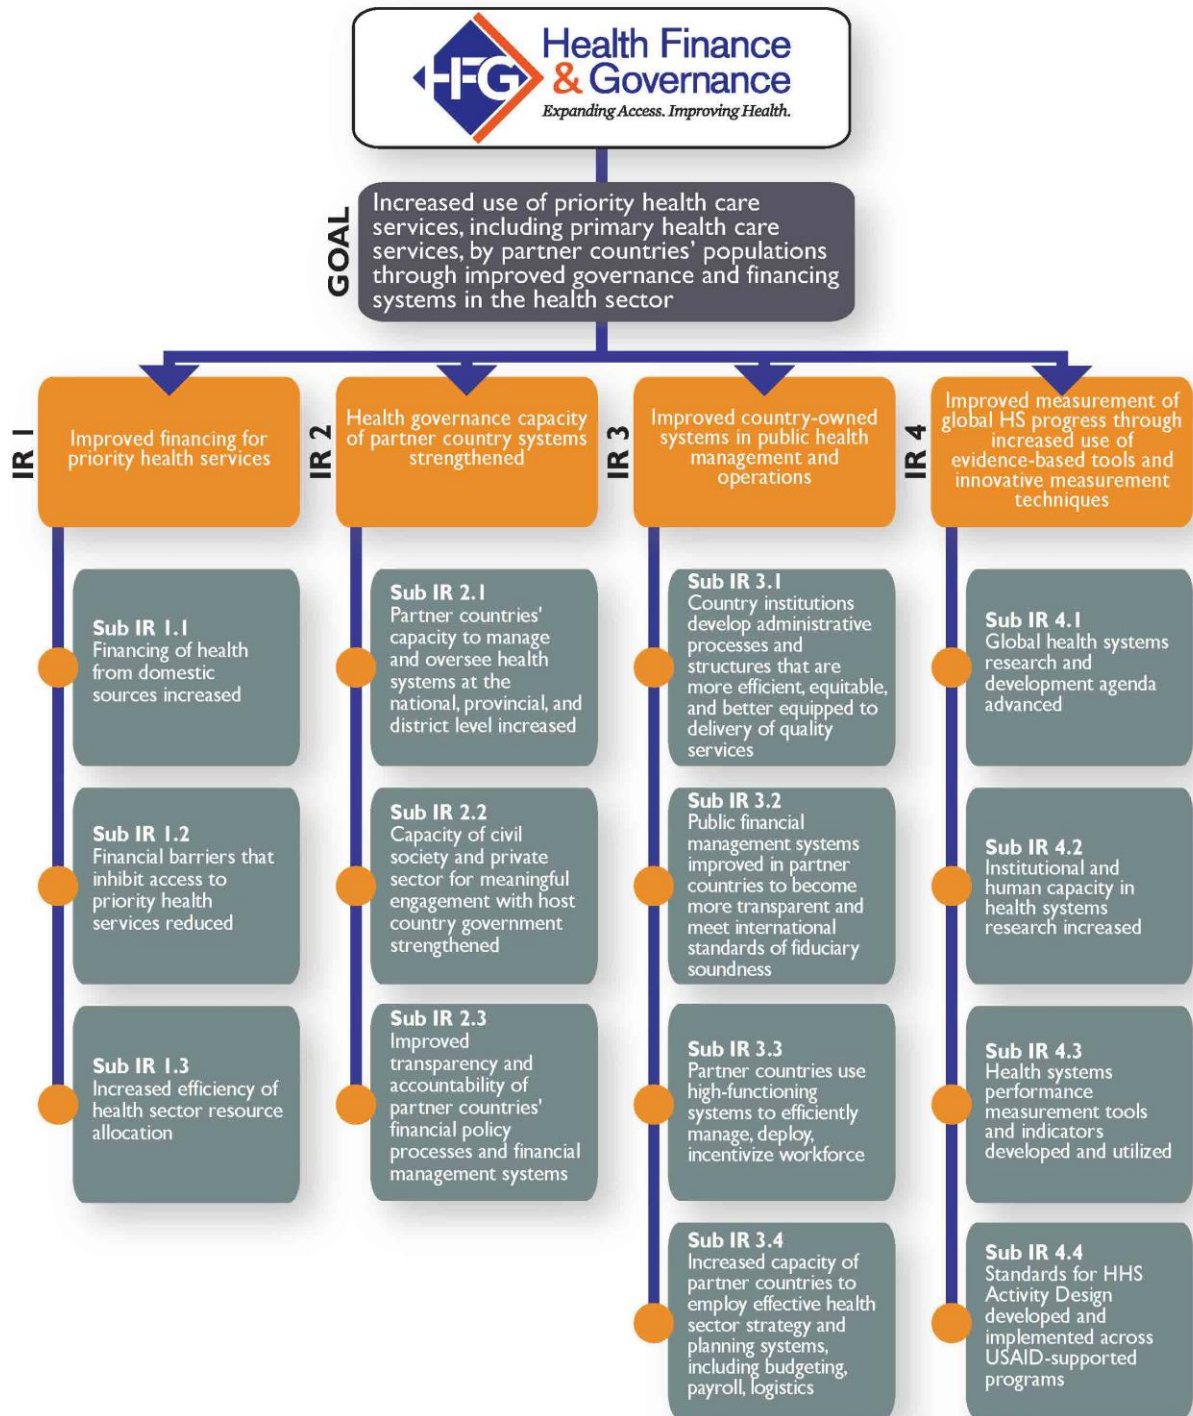 HFG
Health Finance
& Governance
Expanding Access. Improving Health.
GOAL
Increased use of priority health care
services, including primary health care
services, by partner countries' populations
through improved governance and financing
systems in the health sector
IR 1
Improved financing for
priority health services
Sub IR 1.1
Financing of health
from domestic
sources increased
Sub IR 1.2
Financial barriers that
inhibit access to
priority health
services reduced
Sub IR 1.3
Increased efficiency of
health sector resource
allocation
IR 2
Health governance capacity
of partner country systems
strengthened
Sub IR 2.1
Partner countries'
capacity to manage
and oversee health
systems at the
national, provincial, and
district level increased
Sub IR 2.2
Capacity of civil
society and private
sector for meaningful
engagement with host
country government
strengthened
Sub IR 2.3
Improved
transparency and
accountability of
partner countries'
financial policy
processes and financial
management systems
IR 3
Improved country-owned
systems in public health
management and
operations
Sub IR 3.1
Country institutions
develop administrative
processes and
structures that are
more efficient, equitable,
and better equipped to
delivery of quality
services
Sub IR 3.2
Public financial
management systems
improved in partner
countries to become
more transparent and
meet international
standards of fiduciary
soundness
Sub IR 3.3
Partner countries use
high-functioning
systems to efficiently
manage, deploy,
incentivize workforce
Sub IR 3.4
Increased capacity of
partner countries to
employ effective health
sector strategy and
planning systems,
including budgeting,
payroll, logistics
IR 4
Improved measurement of
global HS progress through
increased use of
evidence-based tools and
innovative measurement
techniques
Sub IR 4.1
Global health systems
research and
development agenda
advanced
Sub IR 4.2
Institutional and
human capacity in
health systems
research increased
Sub IR 4.3
Health systems
performance
measurement tools
and indicators
developed and utilized
Sub IR 4.4
Standards for HHS
Activity Design
developed and
implemented across
USAID-supported
programs